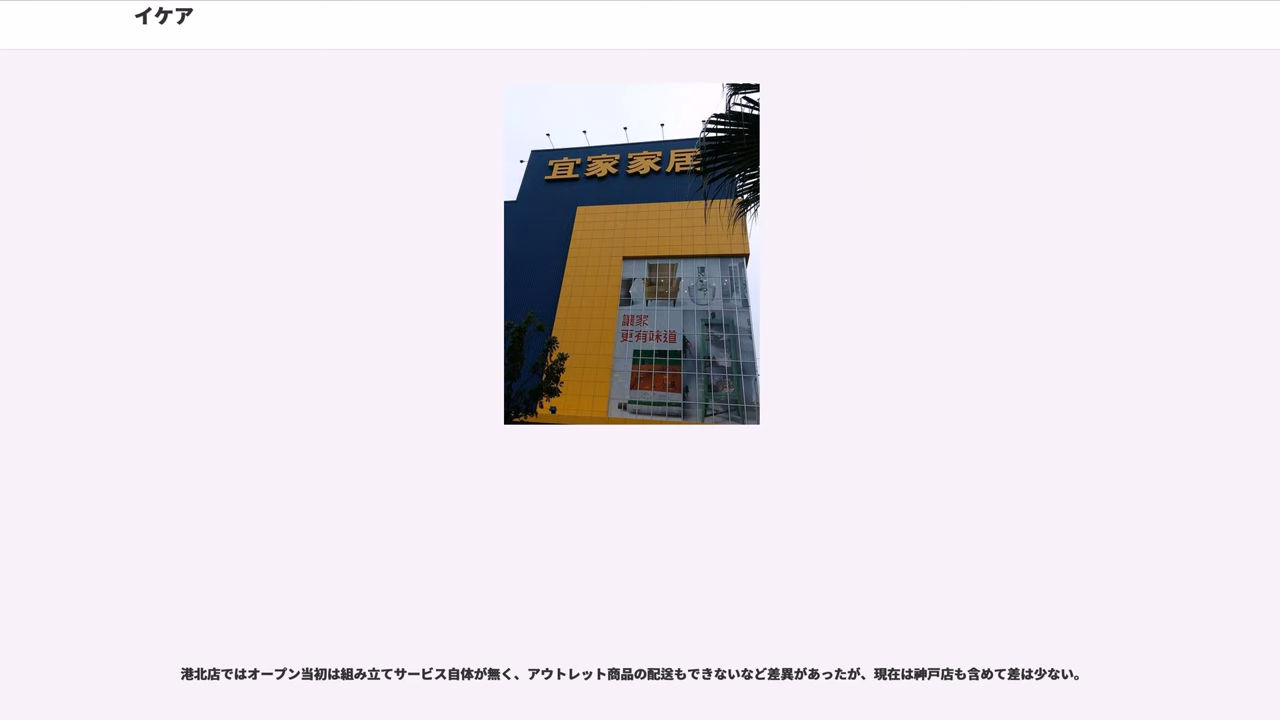 イケア
宜家家居
更有味道
港北店ではオープン当初は組み立てサービス自体が無く、アウトレット商品の配送もできないなど差異があったが、現在は神戸店も含めて差は少ない。